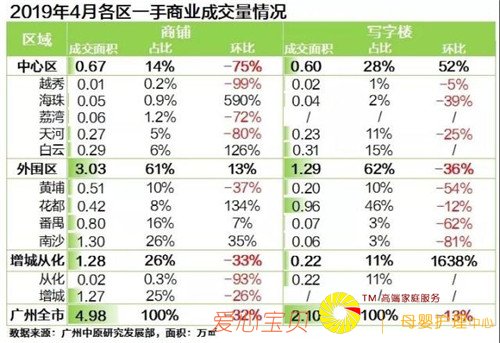 2019年4月各区一手商业成交量情况
区域 商铺 写字楼
成交面积 占比 环比 成交面积 占比 环比
中心区 0.67 14% -75% 0.60 28% 52%
越秀 0.01 0.2% -99% 0.02 1% -5%
海珠 0.05 0.9% 590% 0.04 2% -39%
荔湾 0.06 1.2% -72% / / /
天河 0.27 5% -80% 0.23 11% -25%
白云 0.29 6% 126% 0.31 15% /
外围区 3.03 61% 13% 1.29 62% -36%
黄埔 0.51 10% -37% 0.20 10% -54%
花都 0.42 8% 134% 0.96 46% -12%
番禺 0.80 16% 7% 0.07 3% -62%
南沙 1.30 26% 35% 0.06 3% -81%
增城从化 1.28 26% -33% 0.22 11% 1638%
从化 0.02 0.3% -93% 0.22 11% /
增城 1.27 25% -26% / /
广州全市 4.98 100% -32% 2.10 100% -13%
数据来源：广州中原研究发展部，面积：万㎡
爱心宝贝
TM 高端家庭服务
母婴护理中心